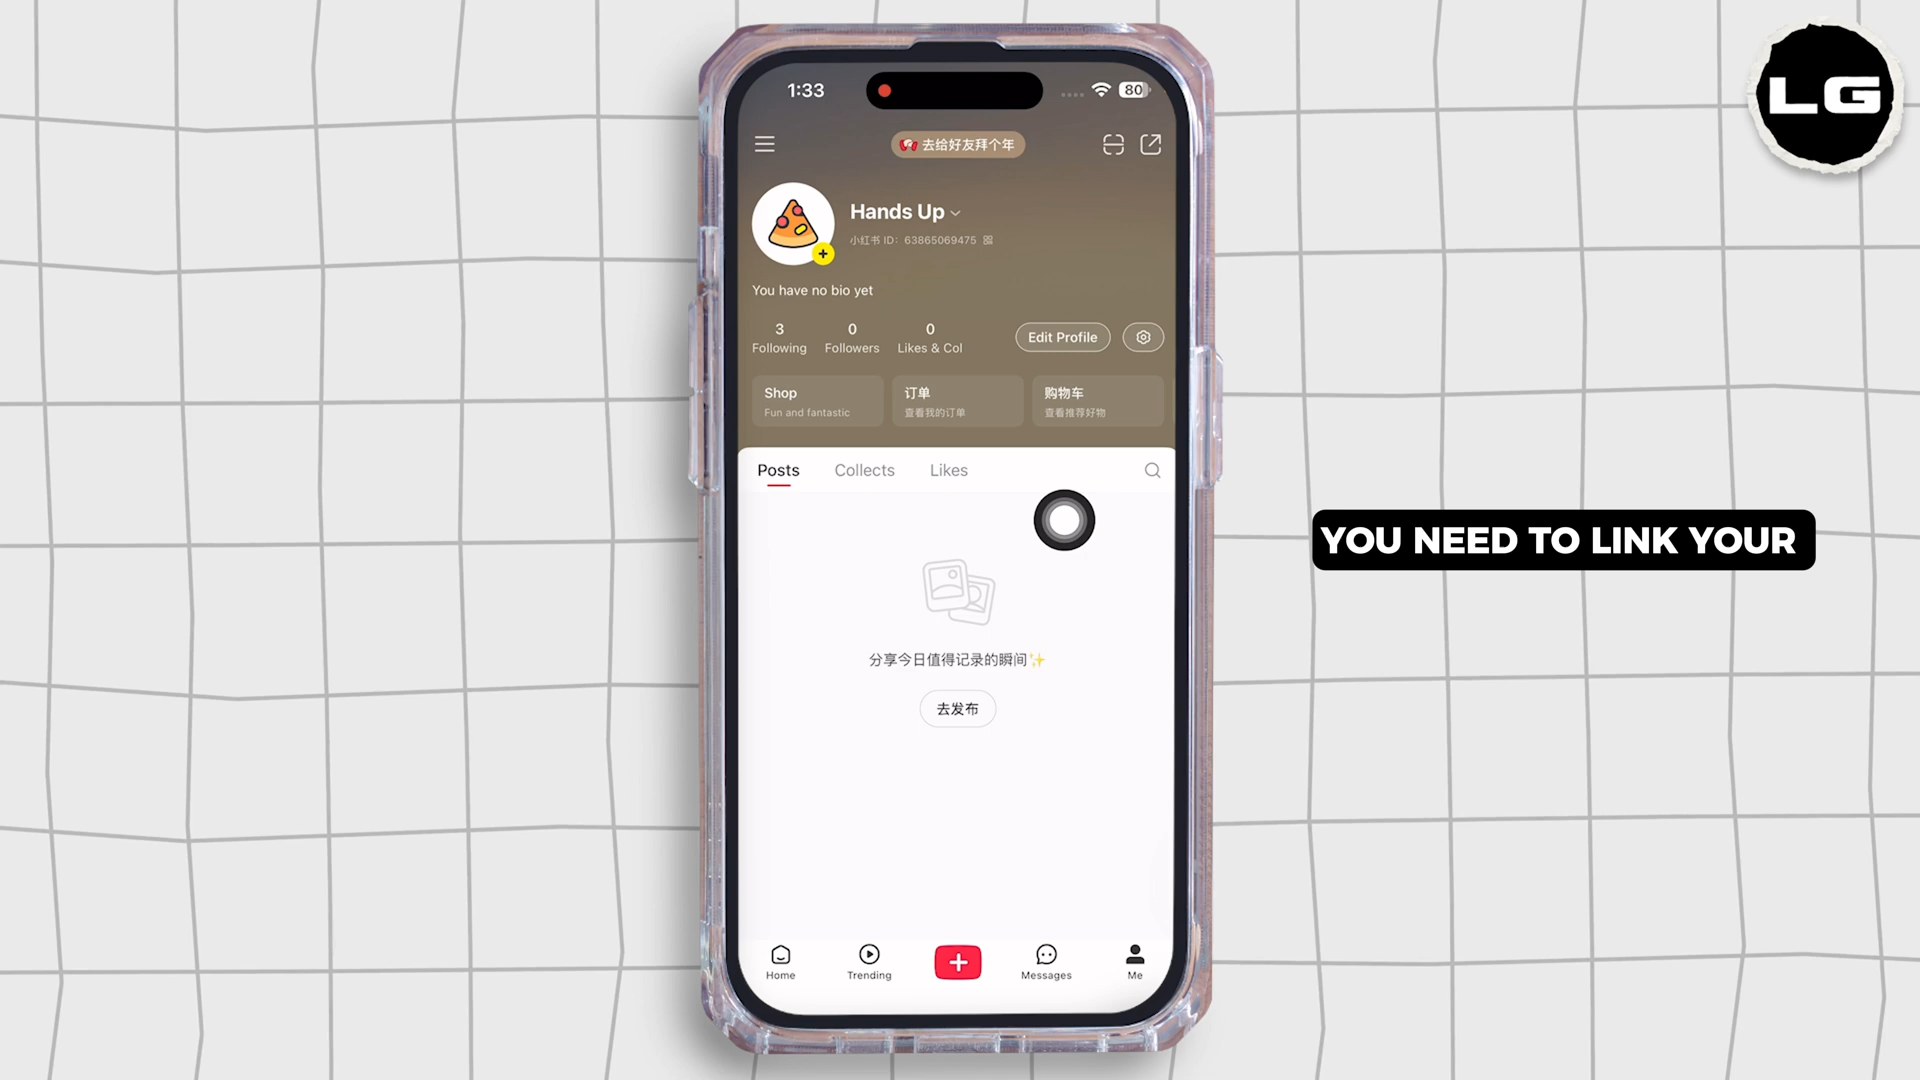 LG
1:33
80
去给好友拜个年
Hands Up
小红书 ID: 63865069475
You have no bio yet
3
Following
0
Followers
0
Likes & Col
Edit Profile
Shop
Fun and fantastic
订单
查看我的订单
购物车
查看推荐好物
Posts
Collects
Likes
YOU NEED TO LINK YOUR
分享今日值得记录的瞬间✨
去发布
Home
Trending
Messages
Me